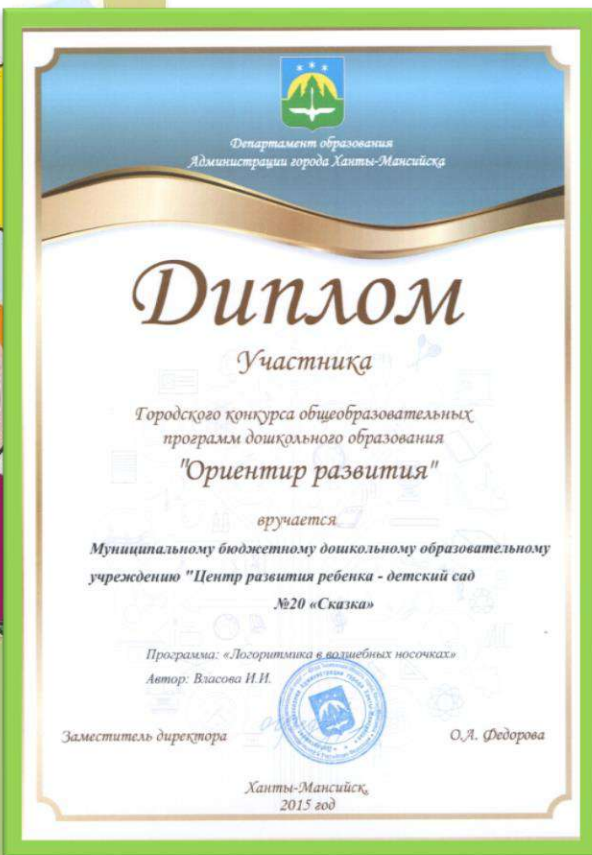 Департамент образования
Администрации города Ханты-Мансийска
Диплом
Участника
Городского конкурса общеобразовательных
программ дошкольного образования
"Ориентир развития"
вручается
Муниципальному бюджетному дошкольному образовательному
учреждению "Центр развития ребенка - детский сад
№20 «Сказка»
Программа: «Логоритмика в волшебных носочках»
Автор: Власова И.И.
Заместитель директора О.А. Федорова
Ханты-Мансийск,
2015 год